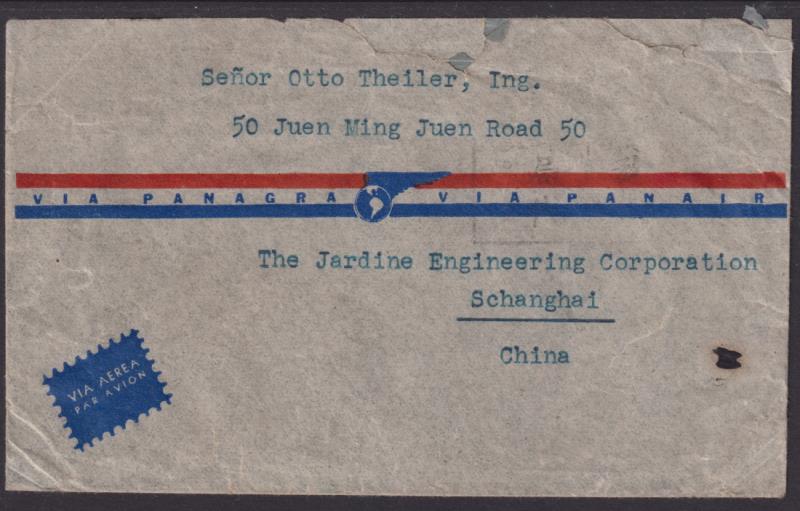 Señor Otto Theiler, Ing.
50 Juen Ming Juen Road 50
VIA PANAGRA VIA PANAIR
The Jardine Engineering Corporation
Schanghai
China
VIA AEREA
PAR AVION